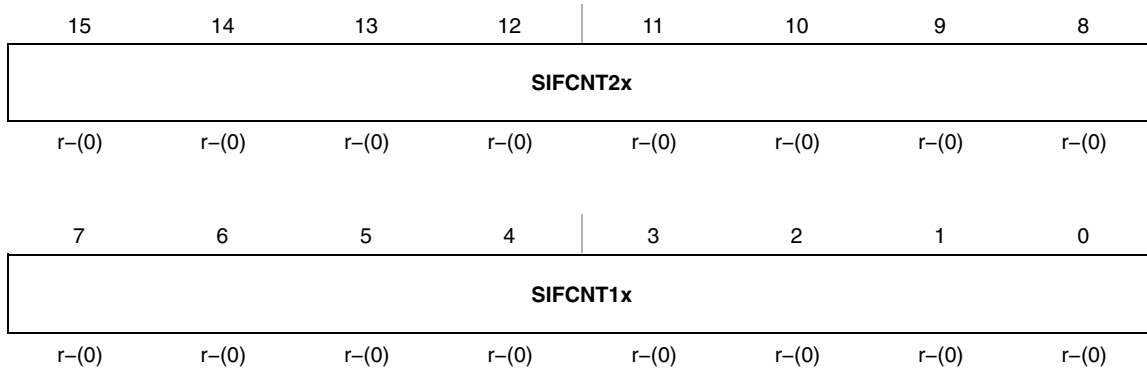 15 14 13 12 11 10 9 8
SIFCNT2x
r−(0) r−(0) r−(0) r−(0) r−(0) r−(0) r−(0) r−(0)
7 6 5 4 3 2 1 0
SIFCNT1x
r−(0) r−(0) r−(0) r−(0) r−(0) r−(0) r−(0) r−(0)